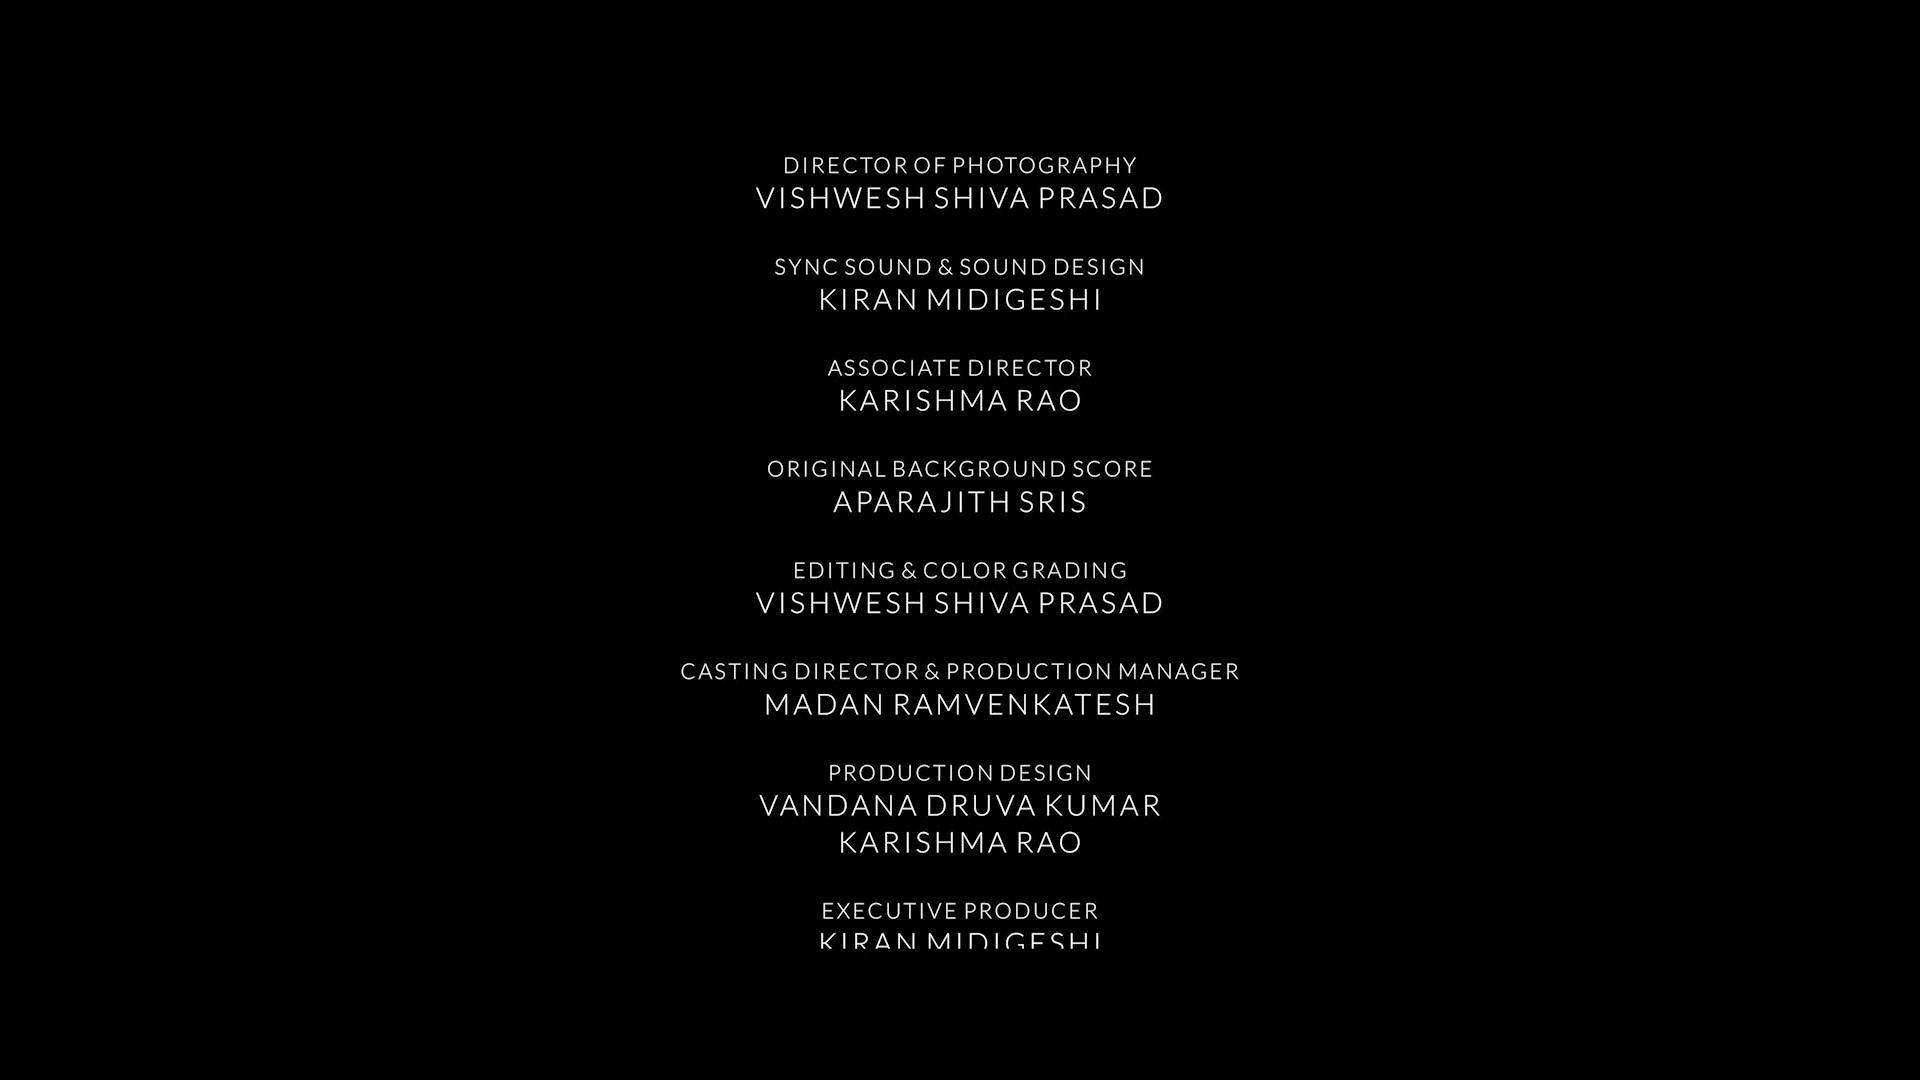 DIRECTOR OF PHOTOGRAPHY
VISHWESH SHIVA PRASAD
SYNC SOUND & SOUND DESIGN
KIRAN MIDIGESHI
ASSOCIATE DIRECTOR
KARISHMA RAO
ORIGINAL BACKGROUND SCORE
APARAJITH SRIS
EDITING & COLOR GRADING
VISHWESH SHIVA PRASAD
CASTING DIRECTOR & PRODUCTION MANAGER
MADAN RAMVENKATESH
PRODUCTION DESIGN
VANDANA DRUVA KUMAR
KARISHMA RAO
EXECUTIVE PRODUCER
KIRAN MIDIGESHI